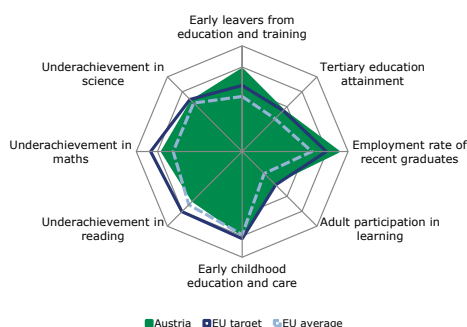 Early leavers from
education and training
Underachievement in
science
Tertiary education
attainment
Underachievement in
maths
Employment rate of
recent graduates
Underachievement in
reading
Adult participation in
learning
Early childhood
education and care
Austria EU target EU average